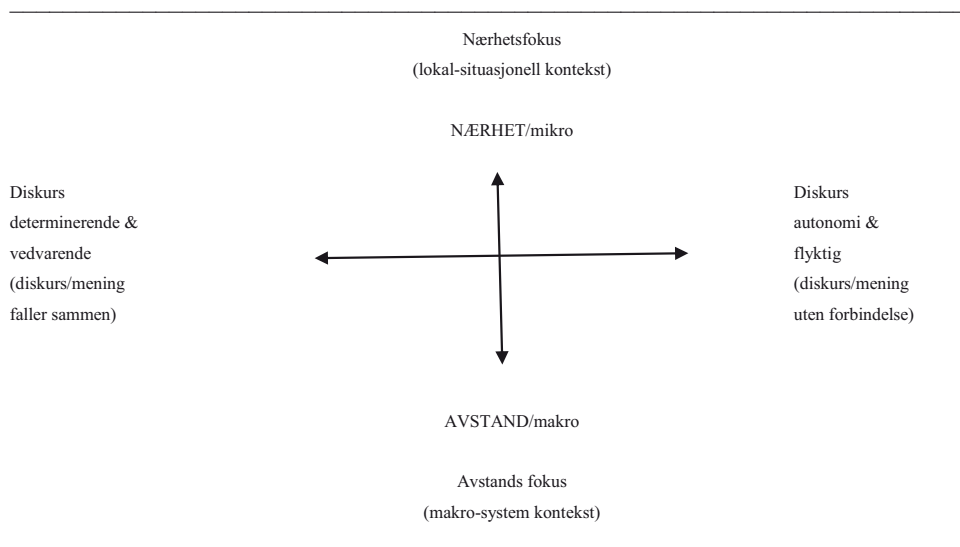 Nærhetsfokus
(lokal-situasjonell kontekst)
NÆRHET/mikro
Diskurs
determinerende &
vedvarende
(diskurs/mening
faller sammen)
Diskurs
autonomi &
flyktig
(diskurs/mening
uten forbindelse)
AVSTAND/makro
Avstands fokus
(makro-system kontekst)